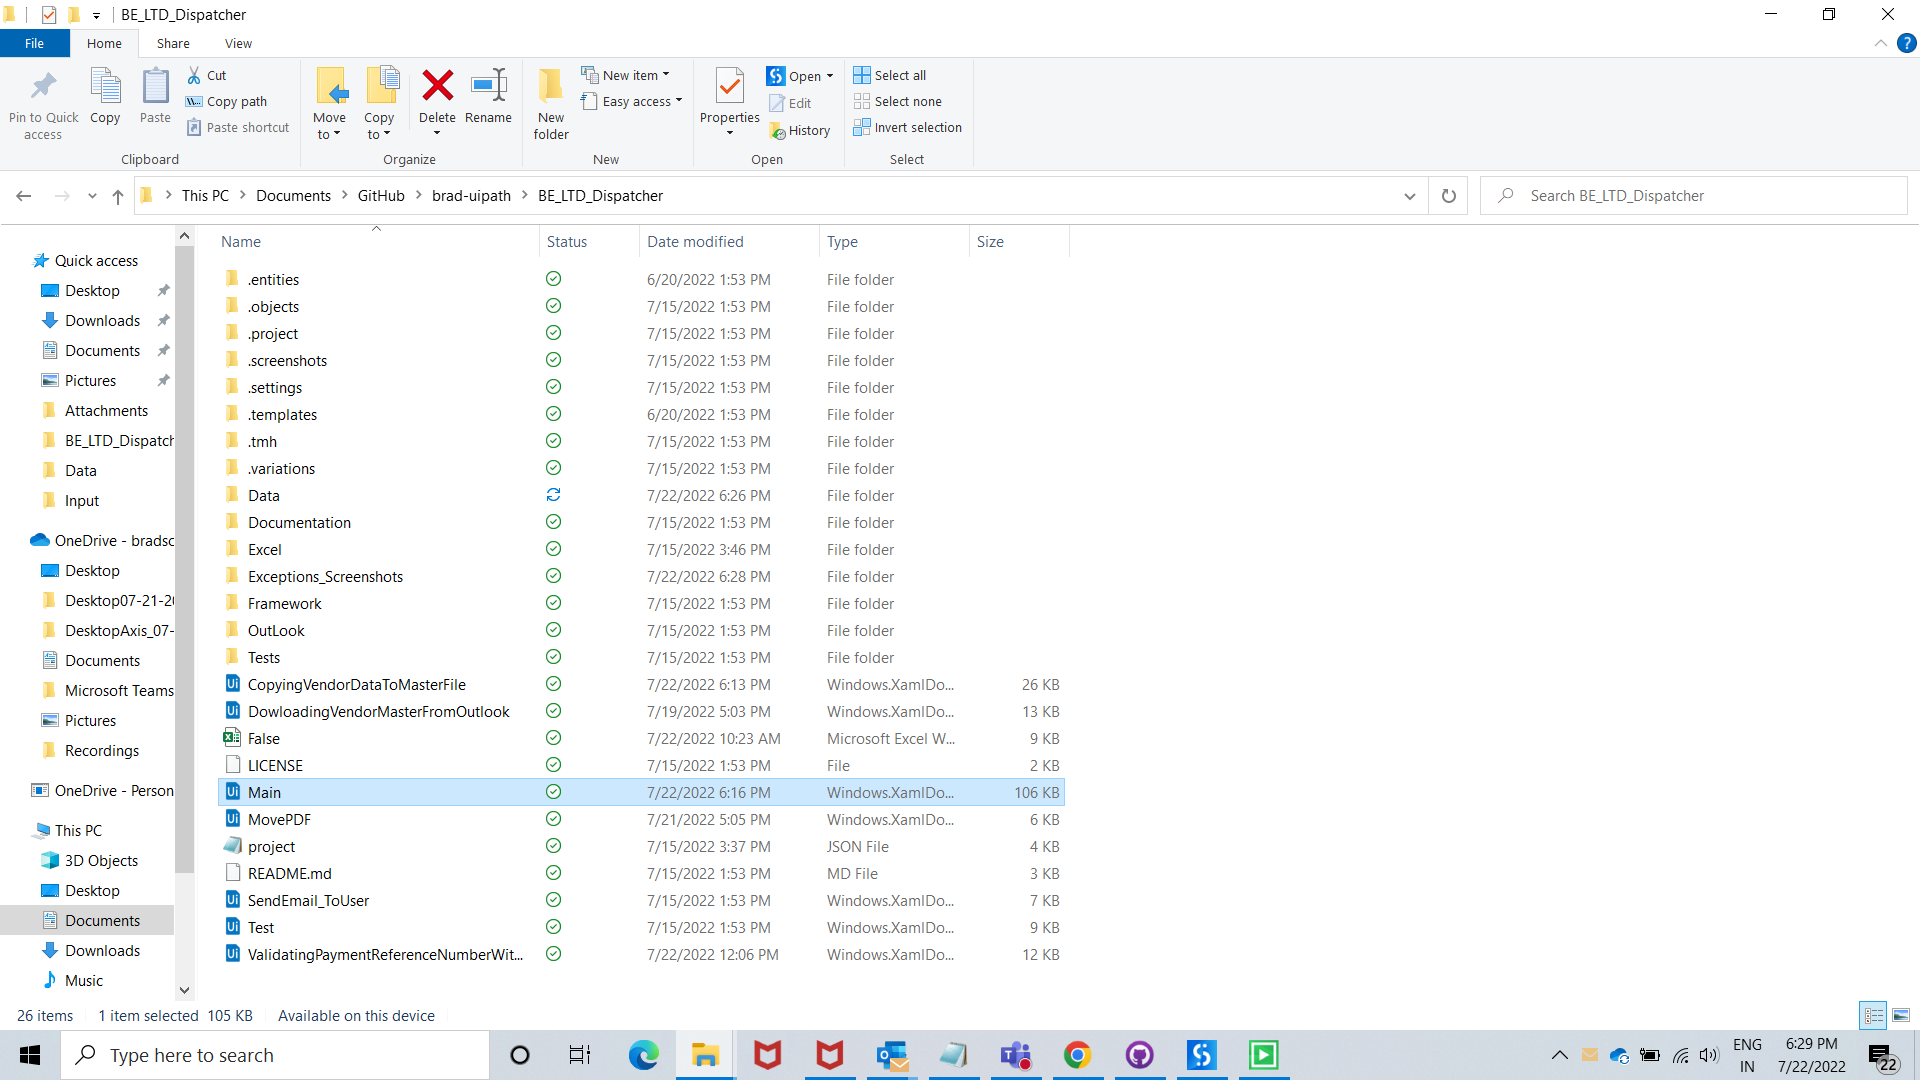 BE_LTD_Dispatcher
File Home Share View
Pin to Quick access
Copy
Paste
Cut
Copy path
Paste shortcut
Clipboard
Move to
Copy to
Delete
Rename
Organize
New folder
New item
Easy access
New
Properties
Open
Edit
History
Open
Select all
Select none
Invert selection
Select
This PC > Documents > GitHub > brad-uipath > BE_LTD_Dispatcher
Search BE_LTD_Dispatcher
Quick access
Desktop
Downloads
Documents
Pictures
Attachments
BE_LTD_Dispatch
Data
Input
OneDrive - bradsc
Desktop
Desktop07-21-20
DesktopAxis_07-
Documents
Microsoft Teams
Pictures
Recordings
OneDrive - Person
This PC
3D Objects
Desktop
Documents
Downloads
Music
Name Status Date modified Type Size
.entities 6/20/2022 1:53 PM File folder
.objects 7/15/2022 1:53 PM File folder
.project 7/15/2022 1:53 PM File folder
.screenshots 7/15/2022 1:53 PM File folder
.settings 7/15/2022 1:53 PM File folder
.templates 6/20/2022 1:53 PM File folder
.tmh 7/15/2022 1:53 PM File folder
.variations 7/15/2022 1:53 PM File folder
Data 7/22/2022 6:26 PM File folder
Documentation 7/15/2022 1:53 PM File folder
Excel 7/15/2022 3:46 PM File folder
Exceptions_Screenshots 7/22/2022 6:28 PM File folder
Framework 7/15/2022 1:53 PM File folder
OutLook 7/15/2022 1:53 PM File folder
Tests 7/15/2022 1:53 PM File folder
CopyingVendorDataToMasterFile 7/22/2022 6:13 PM Windows.XamlDo... 26 KB
DowloadingVendorMasterFromOutlook 7/19/2022 5:03 PM Windows.XamlDo... 13 KB
False 7/22/2022 10:23 AM Microsoft Excel W... 9 KB
LICENSE 7/15/2022 1:53 PM File 2 KB
Main 7/22/2022 6:16 PM Windows.XamlDo... 106 KB
MovePDF 7/21/2022 5:05 PM Windows.XamlDo... 6 KB
project 7/15/2022 3:37 PM JSON File 4 KB
README.md 7/15/2022 1:53 PM MD File 3 KB
SendEmail_ToUser 7/15/2022 1:53 PM Windows.XamlDo... 7 KB
Test 7/15/2022 1:53 PM Windows.XamlDo... 9 KB
ValidatingPaymentReferenceNumberWit... 7/22/2022 12:06 PM Windows.XamlDo... 12 KB
26 items 1 item selected 105 KB Available on this device
Type here to search
ENG
IN
6:29 PM
7/22/2022
22